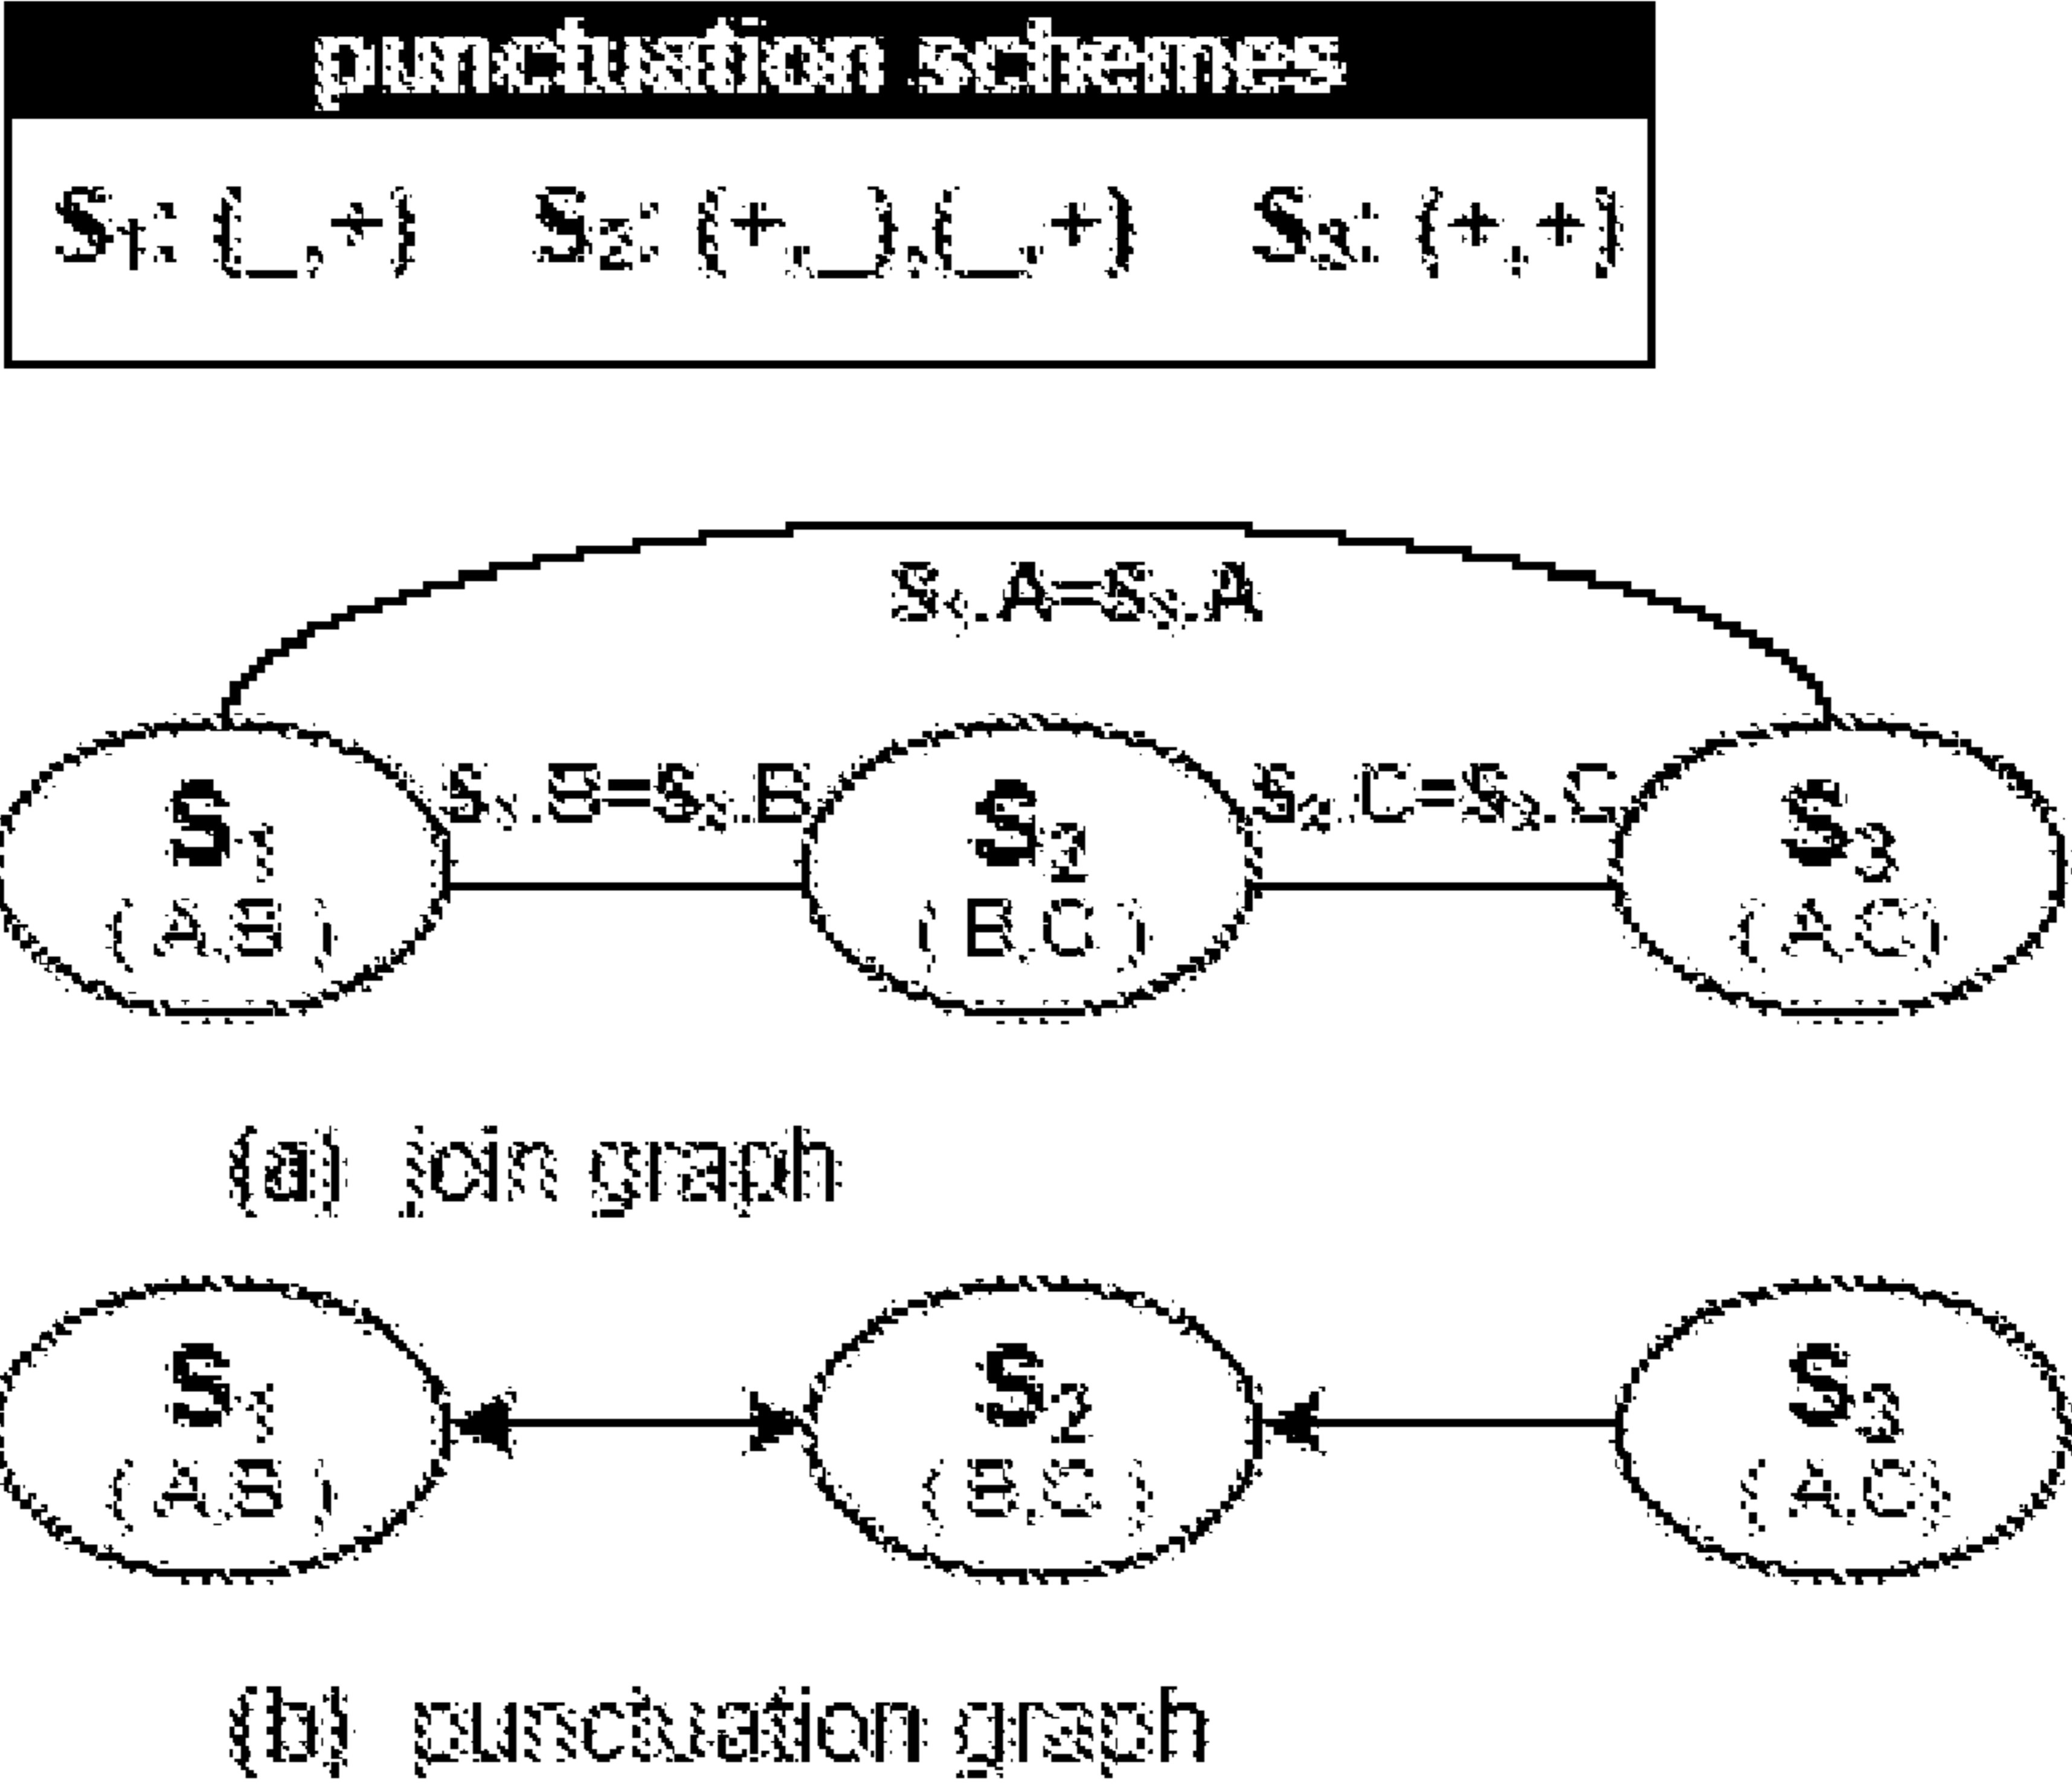 punctuation schemes
S1: (_,+) S2: (+,_),(_,+) S3: (+,+)
S1.A=S3.A
S1.B=S2.B S2.C=S3.C
S1 S2 S3
(A,B) (B,C) (A,C)
(a) join graph
S1 S2 S3
(A,B) (B,C) (A,C)
(b) punctuation graph